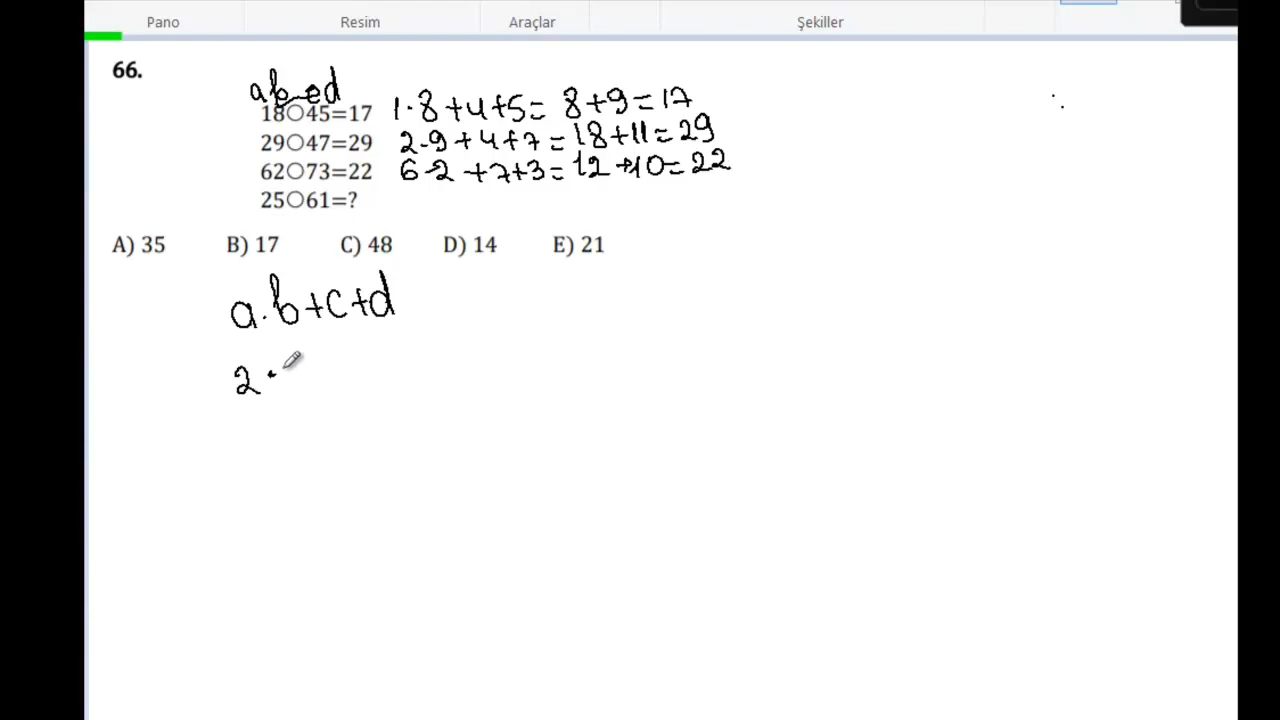 Pano Resim Araçlar Şekiller
66.
ab cd
18○45=17 1·8+4+5= 8+9=17
29○47=29 2·9+4+7=18+11=29
62○73=22 6·2+7+3=12+10=22
25○61=?
A) 35 B) 17 C) 48 D) 14 E) 21
a·b+c+d
2·